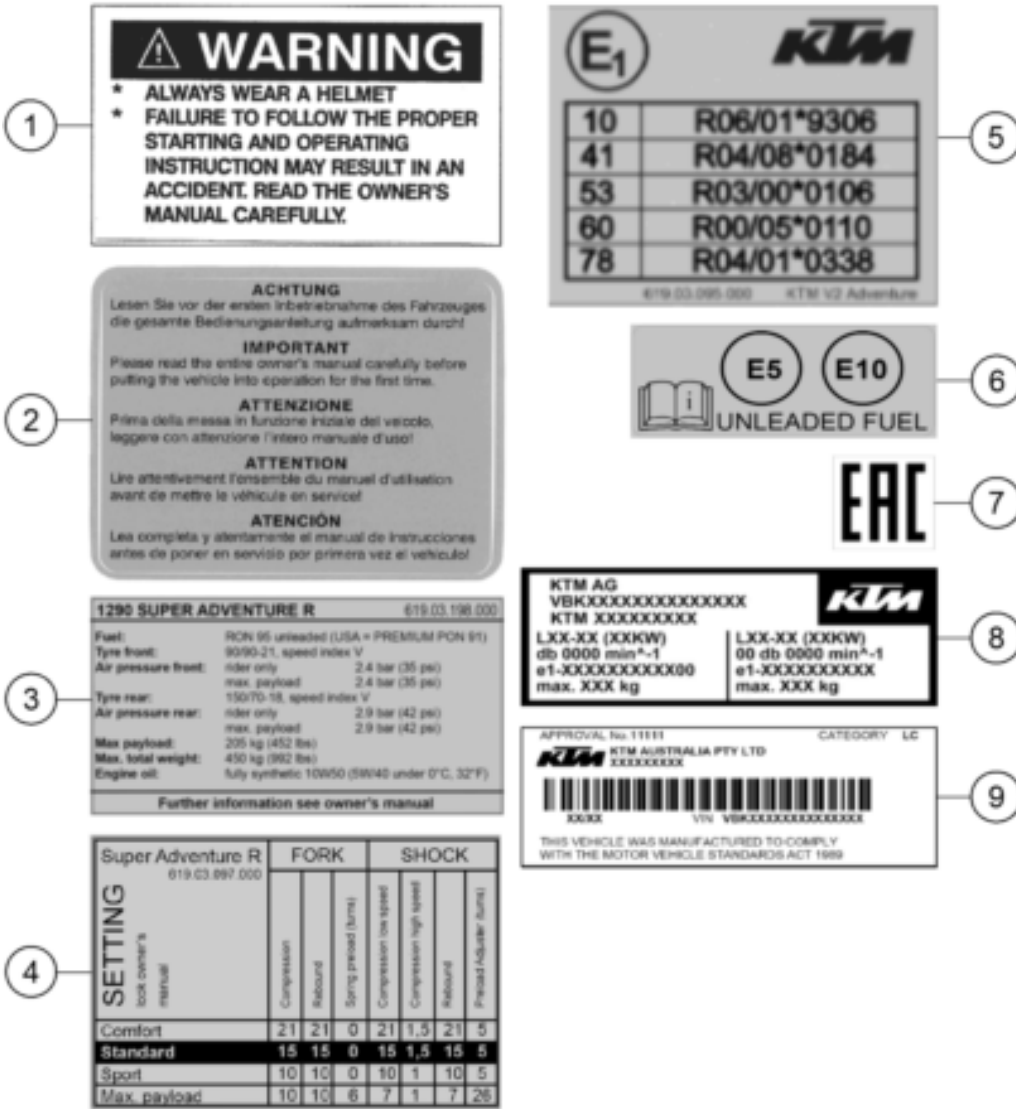 1
WARNING
* ALWAYS WEAR A HELMET
* FAILURE TO FOLLOW THE PROPER
STARTING AND OPERATING
INSTRUCTION MAY RESULT IN AN
ACCIDENT. READ THE OWNER'S
MANUAL CAREFULLY.
2
ACHTUNG
Lesen Sie vor der ersten Inbetriebnahme des Fahrzeuges
die gesamte Bedienungsanleitung aufmerksam durch!
IMPORTANT
Please read the entire owner's manual carefully before
putting the vehicle into operation for the first time.
ATTENZIONE
Prima della messa in funzione iniziale del veicolo,
leggere con attenzione l'intero manuale d'uso!
ATTENTION
Lire attentivement l'ensemble du manuel d'utilisation
avant de mettre le véhicule en service!
ATENCIÓN
Lea completa y atentamente el manual de instrucciones
antes de poner en servicio por primera vez el vehículo!
3
1290 SUPER ADVENTURE R 619.03.198.000
Fuel: RON 95 unleaded (USA = PREMIUM PON 91)
Tyre front: 90/90-21, speed index V
Air pressure front: rider only 2.4 bar (35 psi)
max. payload 2.4 bar (35 psi)
Tyre rear: 150/70-18, speed index V
Air pressure rear: rider only 2.9 bar (42 psi)
max. payload 2.9 bar (42 psi)
Max payload: 205 kg (452 lbs)
Max. total weight: 450 kg (992 lbs)
Engine oil: fully synthetic 10W50 (5W40 under 0°C, 32°F)
Further information see owner's manual
4
Super Adventure R FORK SHOCK
619.03.097.000
SETTING
look owner's
manual
Compression
Rebound
Spring preload (turns)
Compression low speed
Compression high speed
Rebound
Preload Adjuster (turns)
Comfort 21 21 0 21 1,5 21 5
Standard 15 15 0 15 1,5 15 5
Sport 10 10 0 10 1 10 5
Max. payload 10 10 6 7 1 7 26
5
E1 KTM
10 R06/01*9306
41 R04/08*0184
53 R03/00*0106
60 R00/05*0110
78 R04/01*0338
619.03.095.000 KTM V2 Adventure
6
E5 E10
i
UNLEADED FUEL
7
EAC
8
KTM AG KTM
VBKXXXXXXXXXXXXXX
KTM XXXXXXXXX
LXX-XX (XXKW) LXX-XX (XXKW)
db 0000 min^-1 00 db 0000 min^-1
e1-XXXXXXXXXX00 e1-XXXXXXXXXX
max. XXX kg max. XXX kg
9
APPROVAL No. 11111 CATEGORY LC
KTM KTM AUSTRALIA PTY LTD
XXXXXXXXX
XX/XX VIN VBKXXXXXXXXXXXXXX
THIS VEHICLE WAS MANUFACTURED TO COMPLY
WITH THE MOTOR VEHICLE STANDARDS ACT 1989